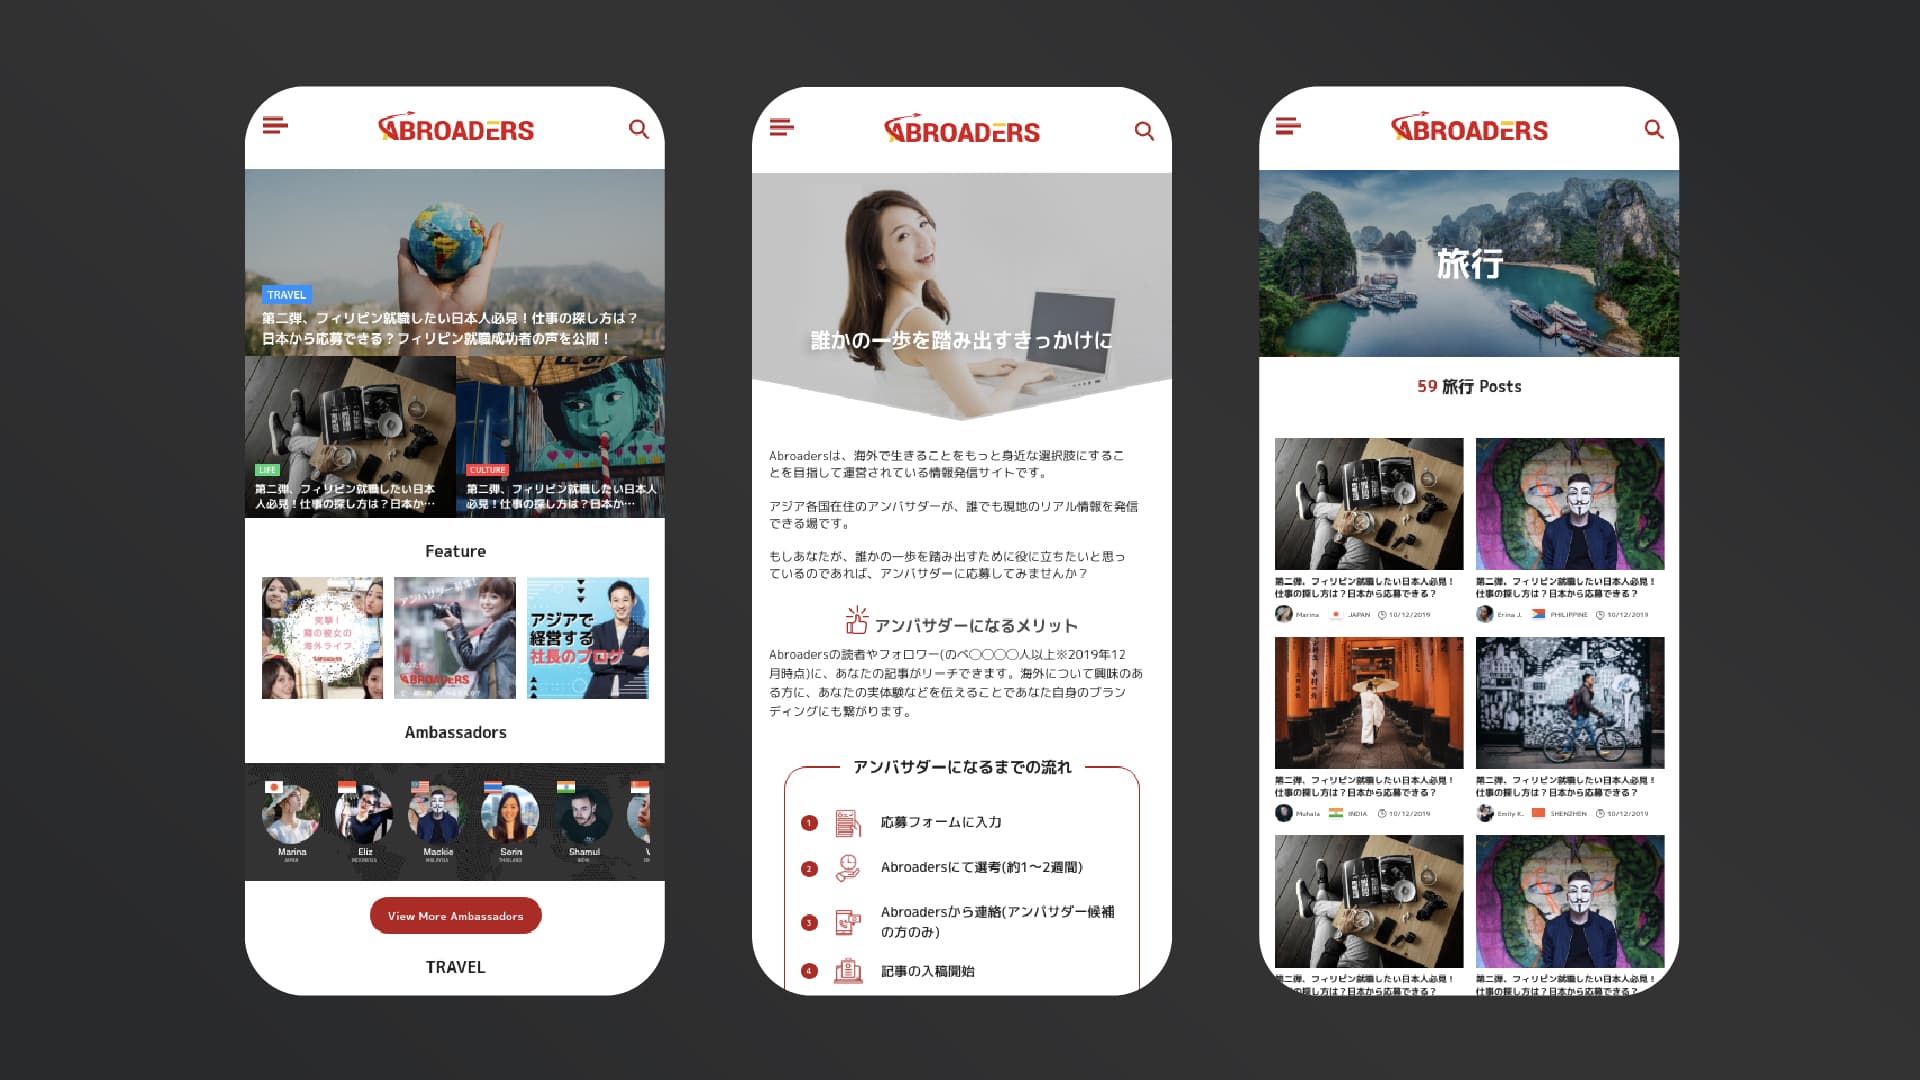 ABROADERS
TRAVEL
第二弾、フィリピン就職したい日本人必見！仕事の探し方は？
日本から応募できる？フィリピン就職成功者の声を公開！
LIFE
第二弾、フィリピン就職したい日本
人必見！仕事の探し方は？日本か…
CULTURE
第二弾、フィリピン就職したい日本人
必見！仕事の探し方は？日本か…
Feature
突撃！
隣の彼女の
海外ライフ
ABROADERS
アンバサダー募集！
あなたも
ABROADERS
アジアで
経営する
社長のブログ
Ambassadors
Marina
JAPAN
Eliz
INDONESIA
Mackie
MALAYSIA
Serin
THAILAND
Shamul
INDIA
View More Ambassadors
TRAVEL
ABROADERS
誰かの一歩を踏み出すきっかけに
Abroadersは、海外で生きることをもっと身近な選択肢にするこ
とを目指して運営されている情報発信サイトです。
アジア各国在住のアンバサダーが、誰でも現地のリアル情報を発信
できる場です。
もしあなたが、誰かの一歩を踏み出すために役に立ちたいと思っ
ているのであれば、アンバサダーに応募してみませんか？
アンバサダーになるメリット
Abroadersの読者やフォロワー(のべ〇〇〇〇人以上※2019年12
月時点)に、あなたの記事がリーチできます。海外について興味のあ
る方に、あなたの実体験などを伝えることであなた自身のブラン
ディングにも繋がります。
アンバサダーになるまでの流れ
1 応募フォームに入力
2 Abroadersにて選考(約1～2週間)
3 Abroadersから連絡(アンバサダー候補
の方のみ)
4 記事の入稿開始
ABROADERS
旅行
59 旅行 Posts
第二弾、フィリピン就職したい日本人必見！
仕事の探し方は？日本から応募できる？
Marina JAPAN 10/12/2019
第二弾、フィリピン就職したい日本人必見！
仕事の探し方は？日本から応募できる？
Erina J. PHILIPPINE 10/12/2019
第二弾、フィリピン就職したい日本人必見！
仕事の探し方は？日本から応募できる？
Muhala INDIA 10/12/2019
第二弾、フィリピン就職したい日本人必見！
仕事の探し方は？日本から応募できる？
Emily K. SHENZHEN 10/12/2019
第二弾、フィリピン就職したい日本人必見！
の探し方は？日本から応募できる？
第二弾、フィリピン就職したい日本人必見！
仕事の探し方は？日本から応募できる？